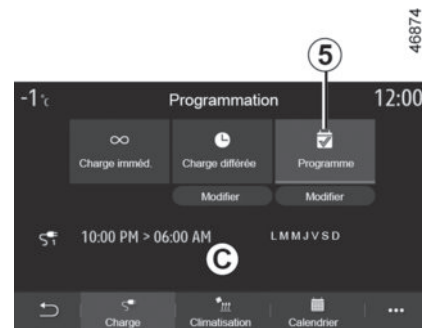 46874
5
-1 °C Programmation 12:00
Charge imméd. Charge différée Programme
Modifier Modifier
10:00 PM > 06:00 AM LMMJVSD
C
Charge Climatisation Calendrier